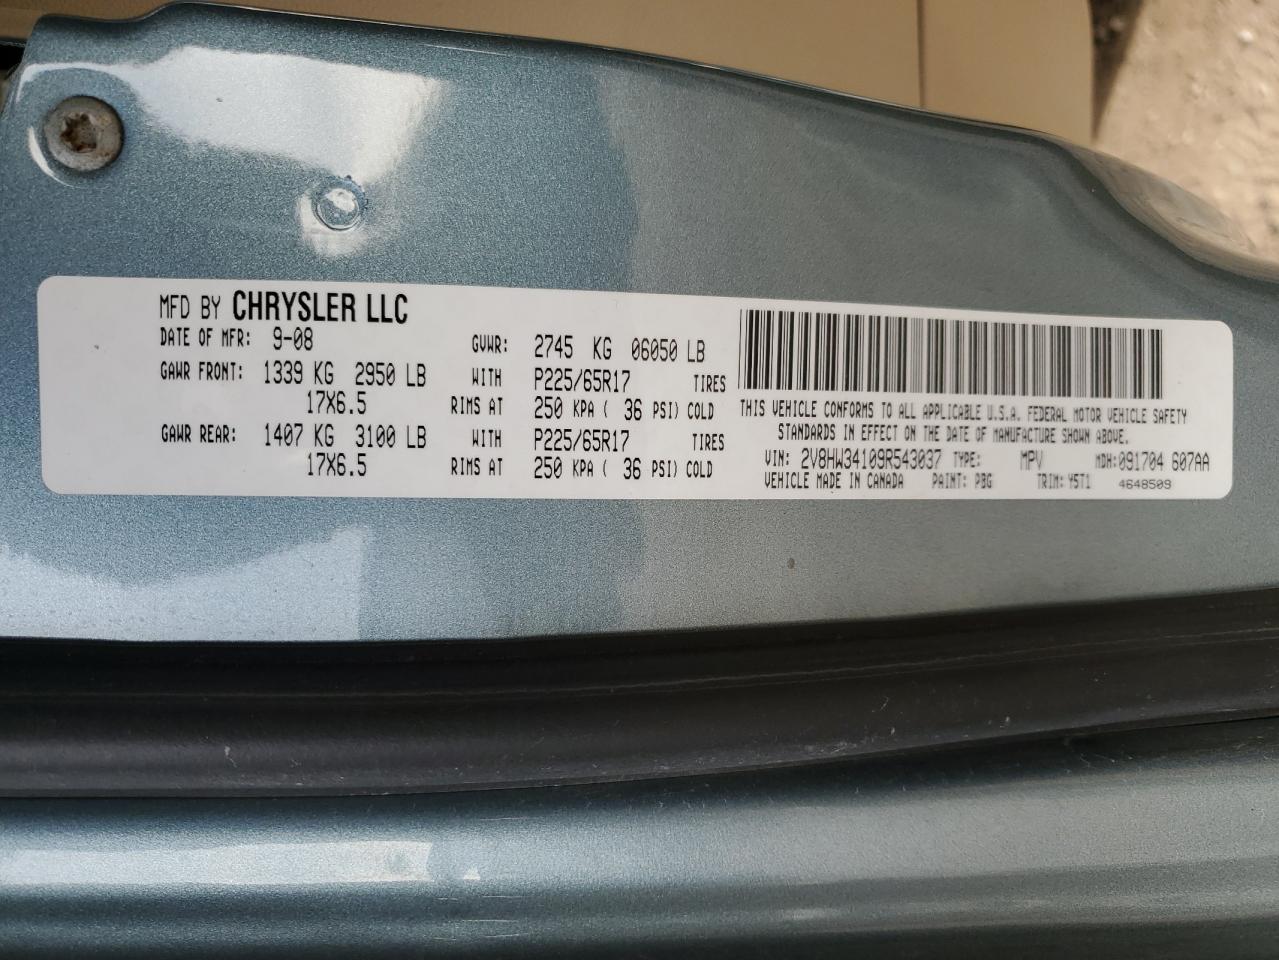 MFD BY CHRYSLER LLC
DATE OF MFR: 9-08 GVWR: 2745 KG 06050 LB
GAWR FRONT: 1339 KG 2950 LB WITH P225/65R17 TIRES
17X6.5 RIMS AT 250 KPA ( 36 PSI) COLD
GAWR REAR: 1407 KG 3100 LB WITH P225/65R17 TIRES
17X6.5 RIMS AT 250 KPA ( 36 PSI) COLD
THIS VEHICLE CONFORMS TO ALL APPLICABLE U.S.A. FEDERAL MOTOR VEHICLE SAFETY
STANDARDS IN EFFECT ON THE DATE OF MANUFACTURE SHOWN ABOVE.
VIN: 2V8HW34109R543037 TYPE: MPV MDH: 091704 607AA
VEHICLE MADE IN CANADA PAINT: PBG TRIM: Y5T1 4648509